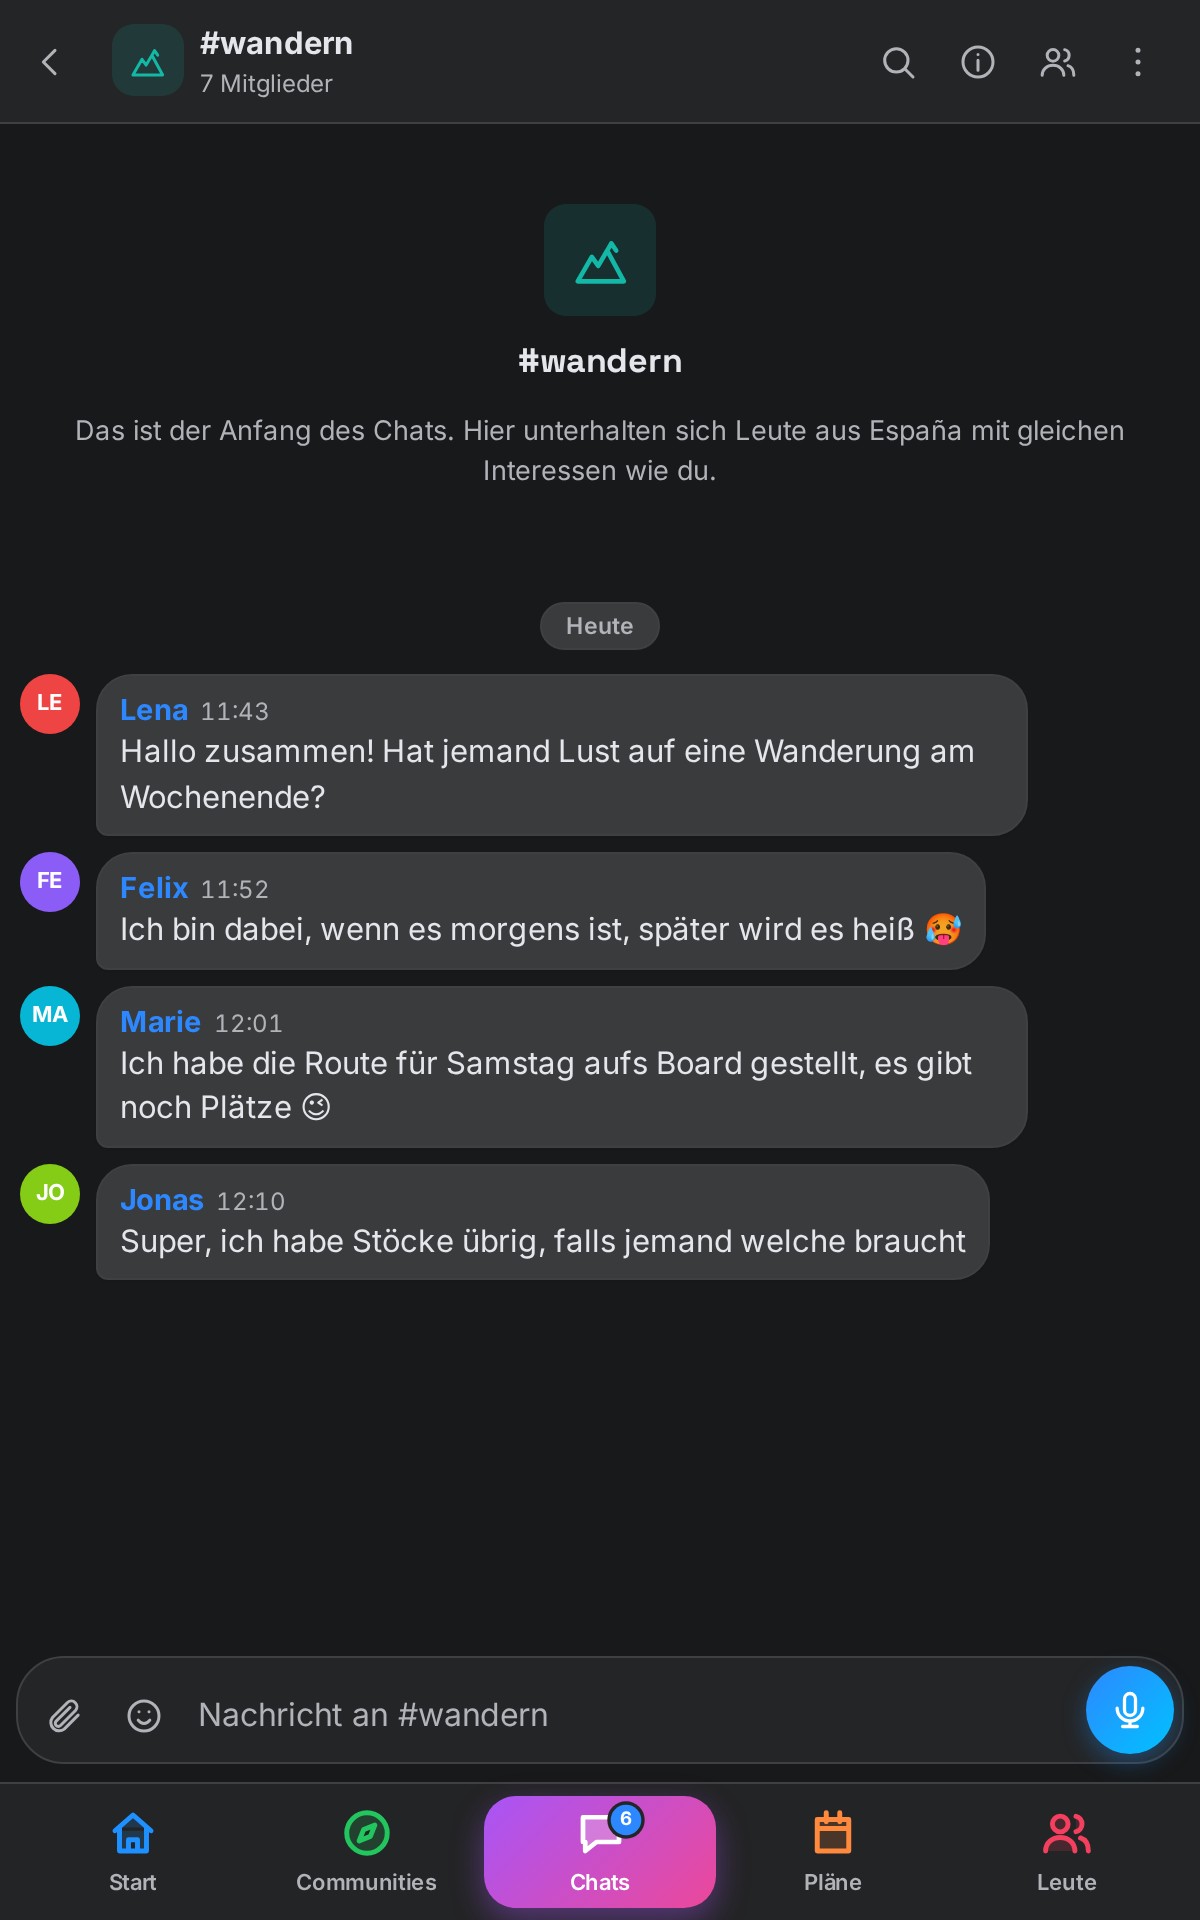 #wandern
7 Mitglieder
#wandern
Das ist der Anfang des Chats. Hier unterhalten sich Leute aus España mit gleichen
Interessen wie du.
Heute
LE
Lena 11:43
Hallo zusammen! Hat jemand Lust auf eine Wanderung am
Wochenende?
FE
Felix 11:52
Ich bin dabei, wenn es morgens ist, später wird es heiß 🥵
MA
Marie 12:01
Ich habe die Route für Samstag aufs Board gestellt, es gibt
noch Plätze 😉
JO
Jonas 12:10
Super, ich habe Stöcke übrig, falls jemand welche braucht
Nachricht an #wandern
6
Start
Communities
Chats
Pläne
Leute